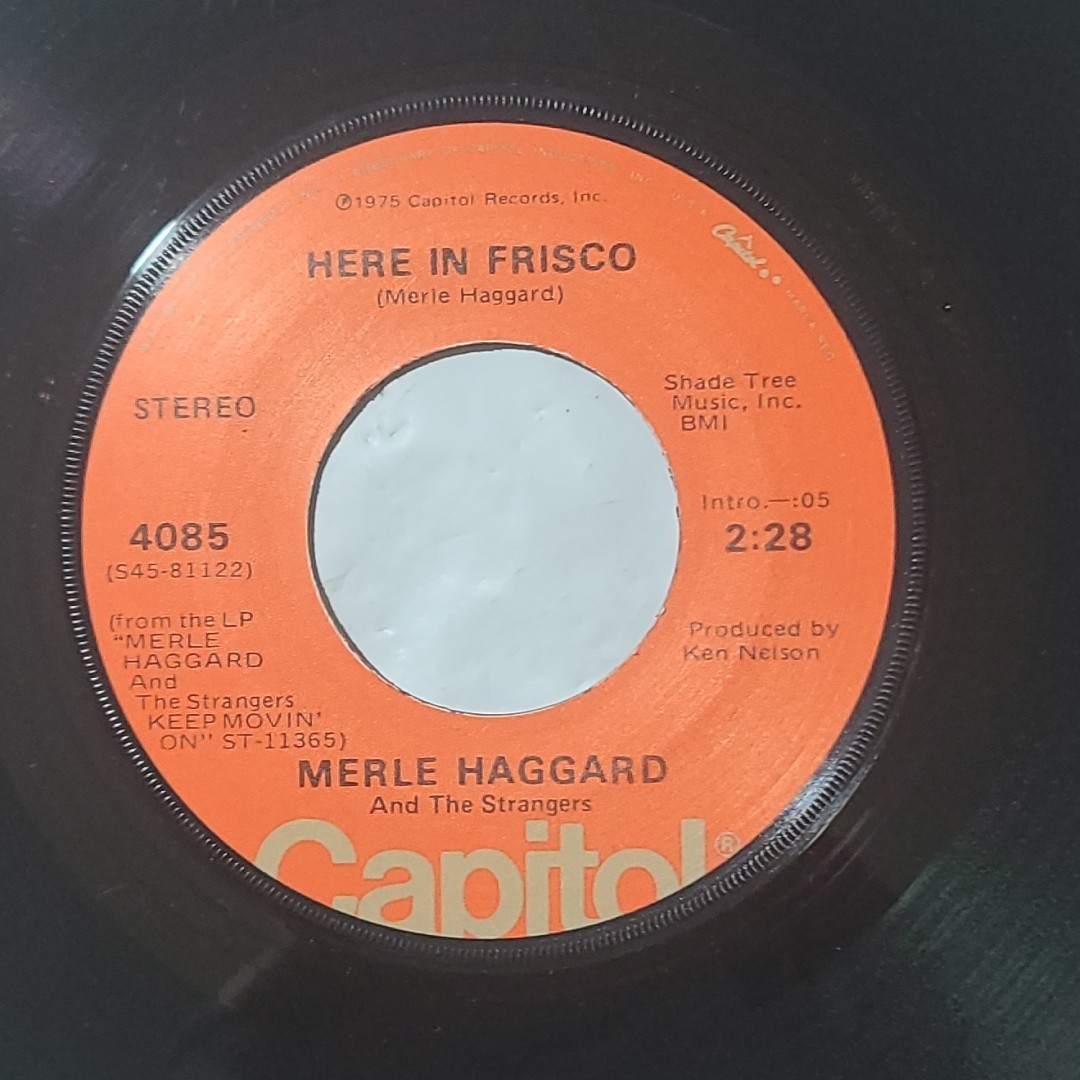 ℗1975 Capitol Records, Inc.
Capitol
HERE IN FRISCO
(Merle Haggard)
STEREO
Shade Tree
Music, Inc.
BMI
Intro.—:05
2:28
4085
(S45-81122)
(from the LP
"MERLE
HAGGARD
And
The Strangers
KEEP MOVIN'
ON" ST-11365)
Produced by
Ken Nelson
MERLE HAGGARD
And The Strangers
Capitol®